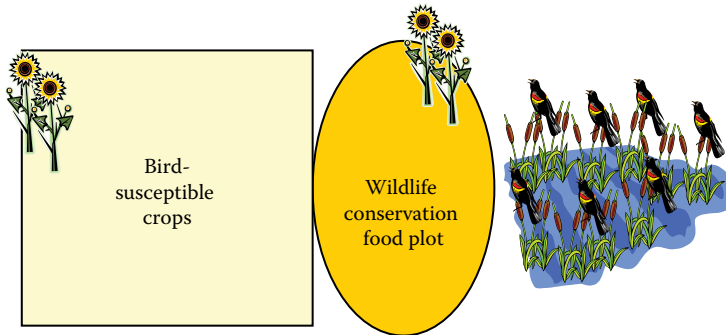 Bird-
susceptible
crops
Wildlife
conservation
food plot